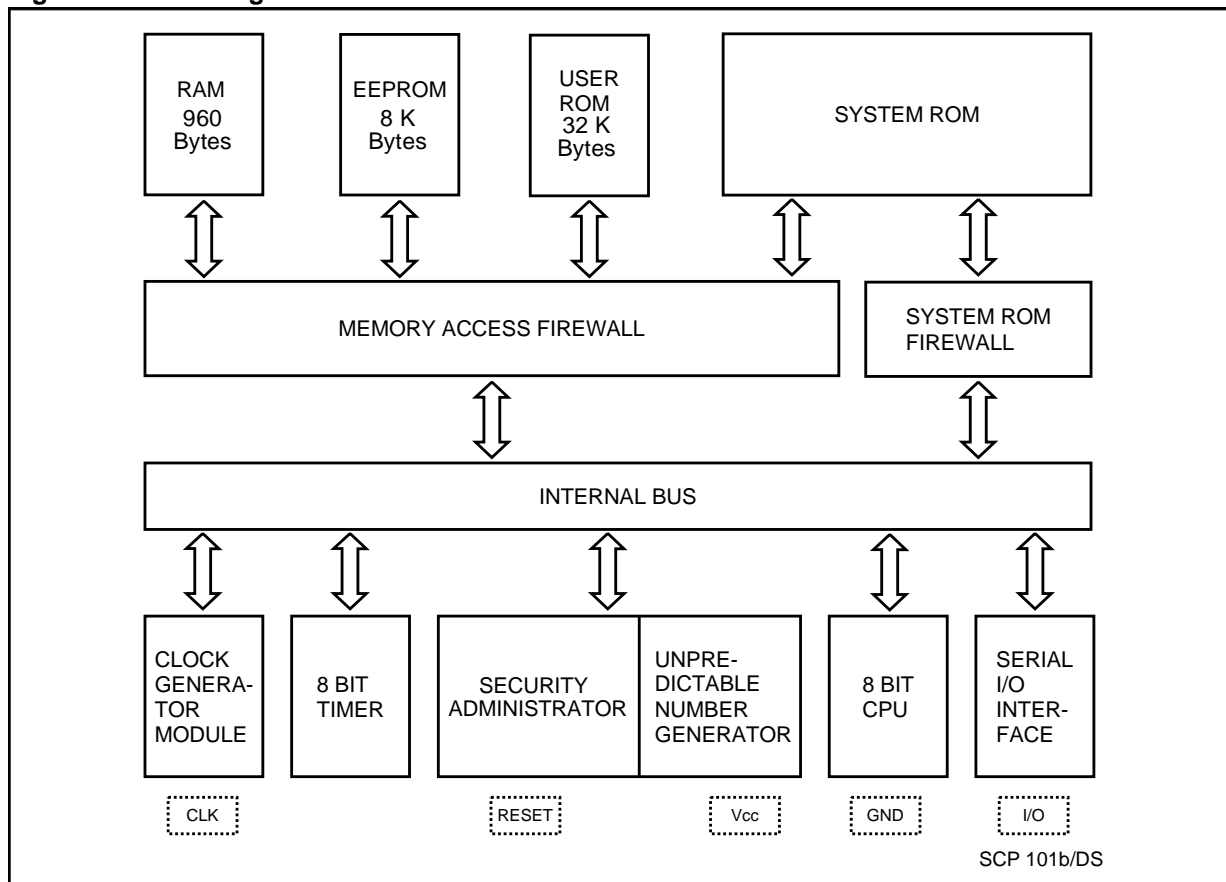 RAM
960
Bytes
EEPROM
8 K
Bytes
USER
ROM
32 K
Bytes
SYSTEM ROM
MEMORY ACCESS FIREWALL
SYSTEM ROM
FIREWALL
INTERNAL BUS
CLOCK
GENERA-
TOR
MODULE
8 BIT
TIMER
SECURITY
ADMINISTRATOR
UNPRE-
DICTABLE
NUMBER
GENERATOR
8 BIT
CPU
SERIAL
I/O
INTER-
FACE
CLK
RESET
Vcc
GND
I/O
SCP 101b/DS